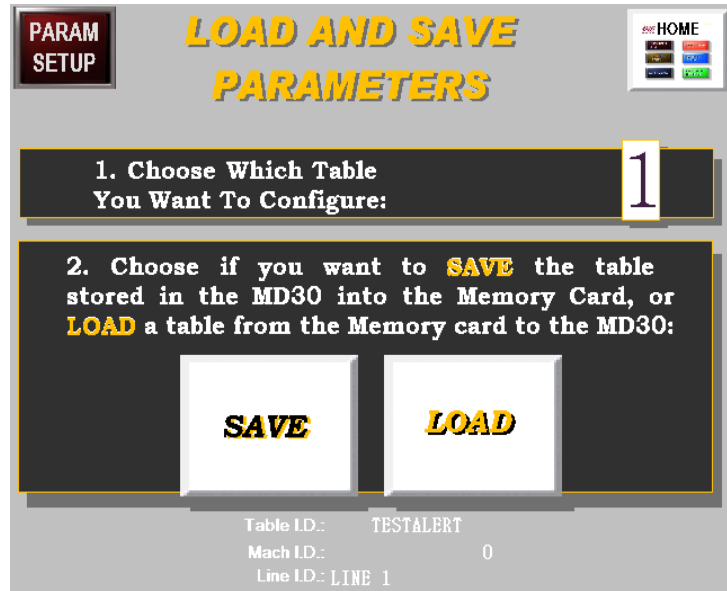 PARAM
SETUP
LOAD AND SAVE
PARAMETERS
HOME
1. Choose Which Table
You Want To Configure:
1
2. Choose if you want to SAVE the table
stored in the MD30 into the Memory Card, or
LOAD a table from the Memory card to the MD30:
SAVE
LOAD
Table I.D.: TESTALERT
Mach I.D.: 0
Line I.D.: LINE 1